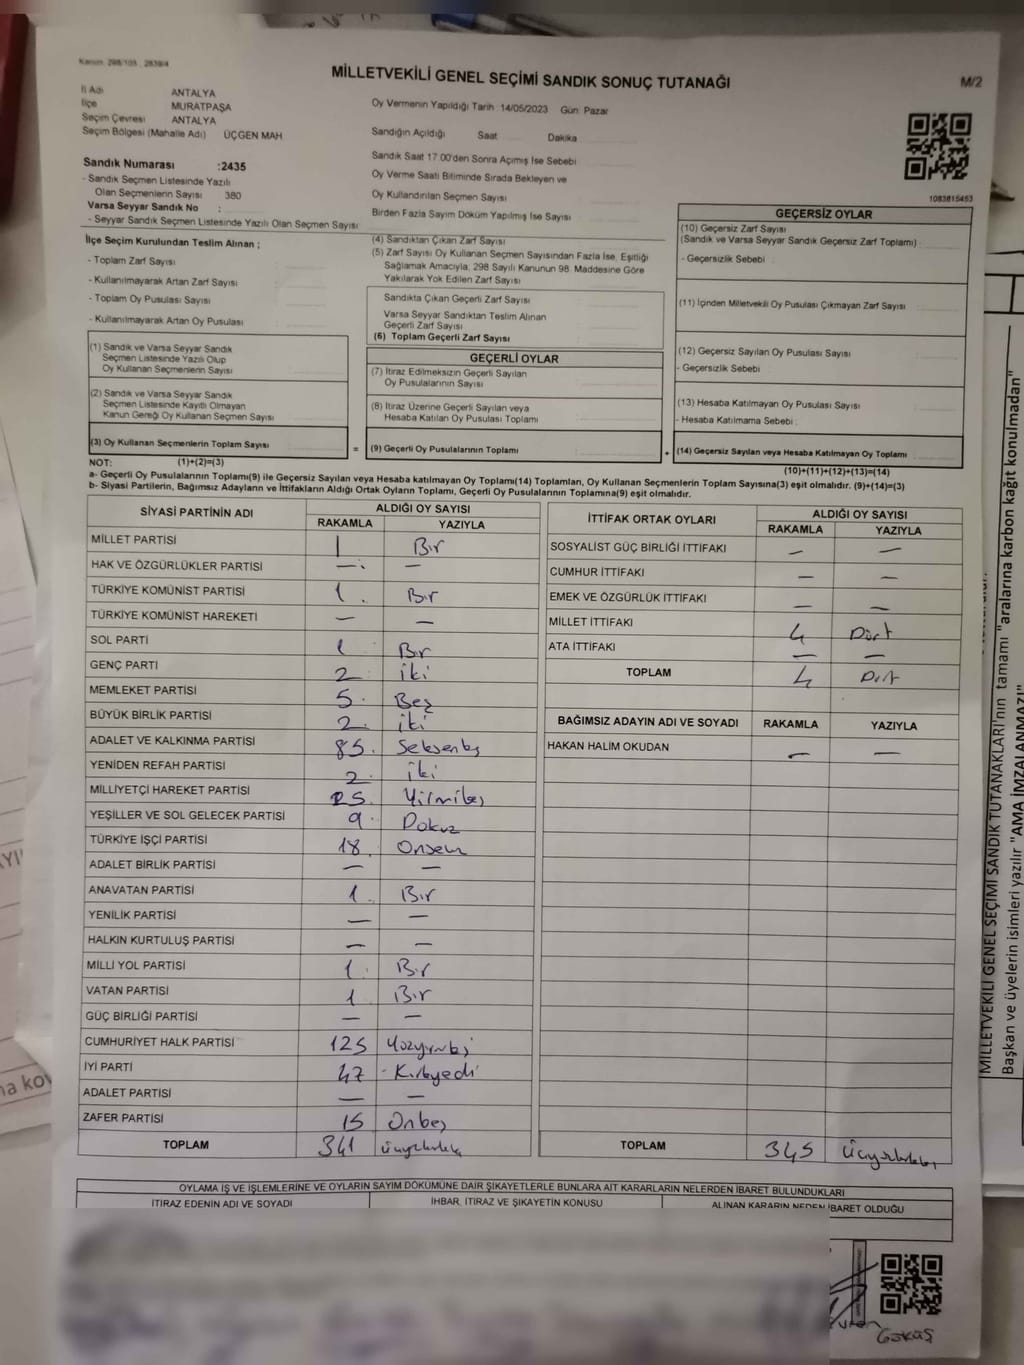 Kanun: 298/105 , 2839/4
MİLLETVEKİLİ GENEL SEÇİMİ SANDIK SONUÇ TUTANAĞI
M/2
İl Adı ANTALYA
İlçe MURATPAŞA
Seçim Çevresi ANTALYA
Seçim Bölgesi (Mahalle Adı) ÜÇGEN MAH
Sandık Numarası :2435
- Sandık Seçmen Listesinde Yazılı
Olan Seçmenlerin Sayısı 380
Varsa Seyyar Sandık No :
- Seyyar Sandık Seçmen Listesinde Yazılı Olan Seçmen Sayısı
Oy Vermenin Yapıldığı Tarih :14/05/2023 Gün: Pazar
Sandığın Açıldığı Saat Dakika
Sandık Saat 17.00'den Sonra Açımış İse Sebebi
Oy Verme Saati Bitiminde Sırada Bekleyen ve
Oy Kullandırılan Seçmen Sayısı
Birden Fazla Sayım Döküm Yapılmış İse Sayısı
1083815453
İlçe Seçim Kurulundan Teslim Alınan ;
- Toplam Zarf Sayısı
- Kullanılmayarak Artan Zarf Sayısı
- Toplam Oy Pusulası Sayısı
- Kullanılmayarak Artan Oy Pusulası
(1) Sandık ve Varsa Seyyar Sandık
Seçmen Listesinde Yazılı Olup
Oy Kullanan Seçmenlerin Sayısı
(2) Sandık ve Varsa Seyyar Sandık
Seçmen Listesinde Kayıtlı Olmayan
Kanun Gereği Oy Kullanan Seçmen Sayısı
(3) Oy Kullanan Seçmenlerin Toplam Sayısı
(1)+(2)=(3)
(4) Sandıktan Çıkan Zarf Sayısı
(5) Zarf Sayısı Oy Kullanan Seçmen Sayısından Fazla İse, Eşitliği
Sağlamak Amacıyla, 298 Sayılı Kanunun 98. Maddesine Göre
Yakılarak Yok Edilen Zarf Sayısı
Sandıkta Çıkan Geçerli Zarf Sayısı
Varsa Seyyar Sandıktan Teslim Alınan
Geçerli Zarf Sayısı
(6) Toplam Geçerli Zarf Sayısı
GEÇERLİ OYLAR
(7) İtiraz Edilmeksizin Geçerli Sayılan
Oy Pusulalarının Sayısı
(8) İtiraz Üzerine Geçerli Sayılan veya
Hesaba Katılan Oy Pusulası Toplamı
= (9) Geçerli Oy Pusulalarının Toplamı
GEÇERSİZ OYLAR
(10) Geçersiz Zarf Sayısı
(Sandık ve Varsa Seyyar Sandık Geçersiz Zarf Toplamı)
- Geçersizlik Sebebi
(11) İçinden Milletvekili Oy Pusulası Çıkmayan Zarf Sayısı
(12) Geçersiz Sayılan Oy Pusulası Sayısı
- Geçersizlik Sebebi
(13) Hesaba Katılmayan Oy Pusulası Sayısı
- Hesaba Katılmama Sebebi
+ (14) Geçersiz Sayılan veya Hesaba Katılmayan Oy Toplamı
(10)+(11)+(12)+(13)=(14)
NOT:
a- Geçerli Oy Pusulalarının Toplamı(9) ile Geçersiz Sayılan veya Hesaba katılmayan Oy Toplamı(14) Toplamları, Oy Kullanan Seçmenlerin Toplam Sayısına(3) eşit olmalıdır. (9)+(14)=(3)
b- Siyasi Partilerin, Bağımsız Adayların ve İttifakların Aldığı Ortak Oyların Toplamı, Geçerli Oy Pusulalarının Toplamına(9) eşit olmalıdır.
SİYASİ PARTİNİN ADI ALDIĞI OY SAYISI
RAKAMLA YAZIYLA
MİLLET PARTİSİ 1 Bir
HAK VE ÖZGÜRLÜKLER PARTİSİ — —
TÜRKİYE KOMÜNİST PARTİSİ 1 Bir
TÜRKİYE KOMÜNİST HAREKETİ — —
SOL PARTİ 1 Bir
GENÇ PARTİ 2 iki
MEMLEKET PARTİSİ 5 Beş
BÜYÜK BİRLİK PARTİSİ 2 iki
ADALET VE KALKINMA PARTİSİ 85 Seksenbeş
YENİDEN REFAH PARTİSİ 2 iki
MİLLİYETÇİ HAREKET PARTİSİ 25 Yirmibeş
YEŞİLLER VE SOL GELECEK PARTİSİ 9 Dokuz
TÜRKİYE İŞÇİ PARTİSİ 18 Onsekiz
ADALET BİRLİK PARTİSİ — —
ANAVATAN PARTİSİ 1 Bir
YENİLİK PARTİSİ — —
HALKIN KURTULUŞ PARTİSİ — —
MİLLİ YOL PARTİSİ 1 Bir
VATAN PARTİSİ 1 Bir
GÜÇ BİRLİĞİ PARTİSİ — —
CUMHURİYET HALK PARTİSİ 125 Yüzyirmibeş
İYİ PARTİ 47 Kırkyedi
ADALET PARTİSİ — —
ZAFER PARTİSİ 15 Onbeş
TOPLAM 341 üçyüzkırkbir
İTTİFAK ORTAK OYLARI ALDIĞI OY SAYISI
RAKAMLA YAZIYLA
SOSYALİST GÜÇ BİRLİĞİ İTTİFAKI — —
CUMHUR İTTİFAKI — —
EMEK VE ÖZGÜRLÜK İTTİFAKI — —
MİLLET İTTİFAKI 4 Dört
ATA İTTİFAKI — —
TOPLAM 4 Dört
BAĞIMSIZ ADAYIN ADI VE SOYADI RAKAMLA YAZIYLA
HAKAN HALİM OKUDAN — —
TOPLAM 345 üçyüzkırkbeş
OYLAMA İŞ VE İŞLEMLERİNE VE OYLARIN SAYIM DÖKÜMÜNE DAİR ŞİKAYETLERLE BUNLARA AİT KARARLARIN NELERDEN İBARET BULUNDUKLARI
İTİRAZ EDENİN ADI VE SOYADI İHBAR, İTİRAZ VE ŞİKAYETİN KONUSU ALINAN KARARIN NEDEN İBARET OLDUĞU
MİLLETVEKİLİ GENEL SEÇİMİ SANDIK TUTANAKLARI'nın tamamı "aralarına karbon kağıt konulmadan"
Başkan ve üyelerin isimleri yazılır "AMA İMZALANMAZI"